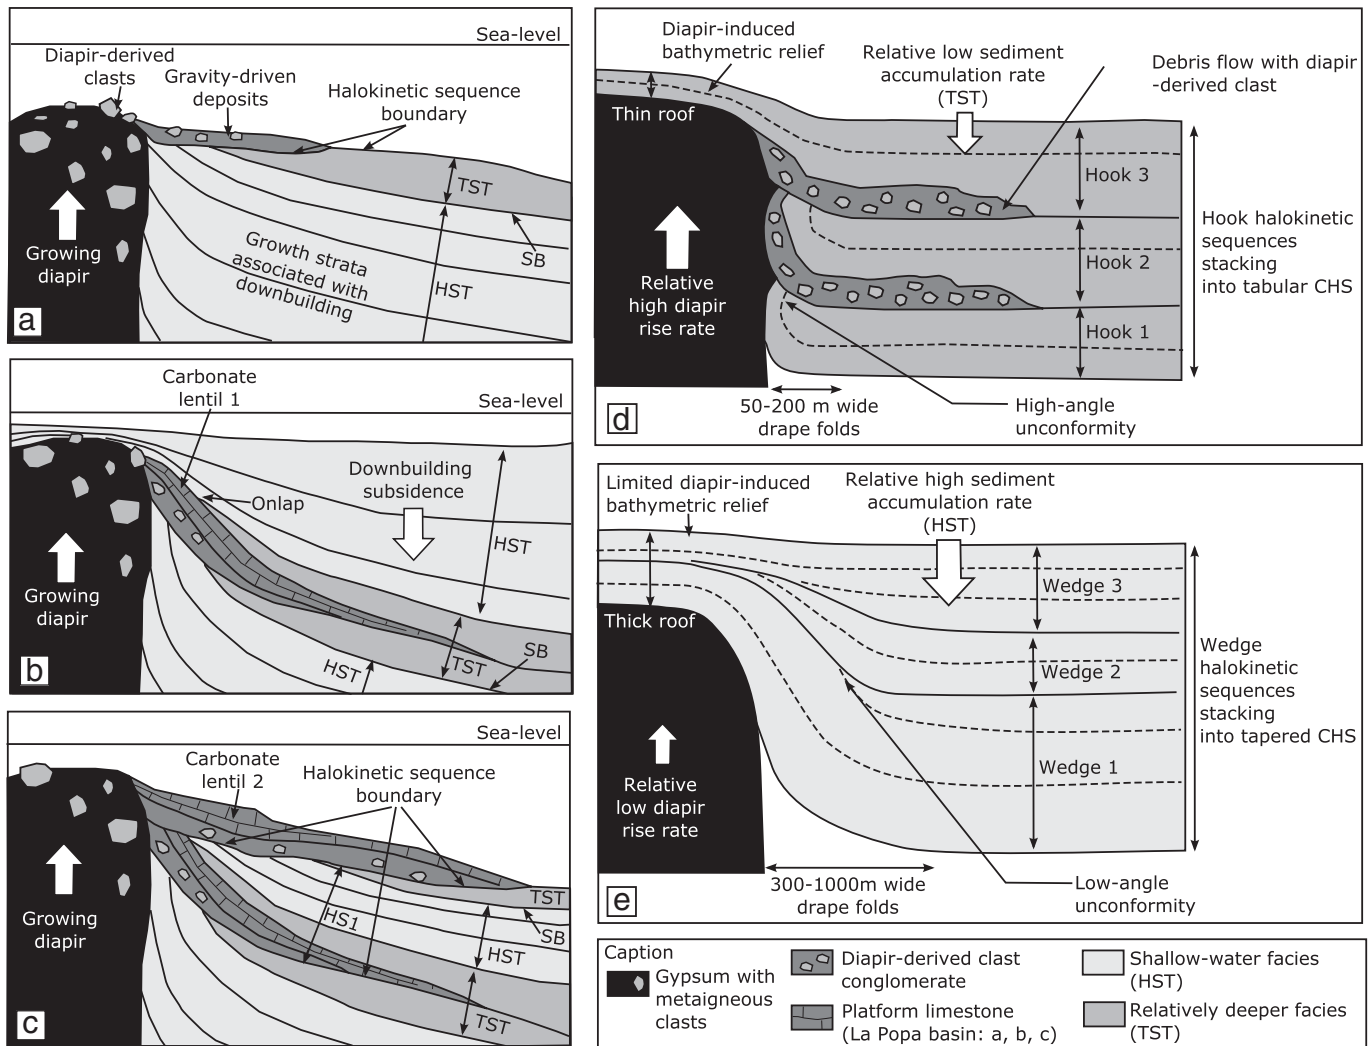 Sea-level
Diapir-derived
clasts
Gravity-driven
deposits
Halokinetic sequence
boundary
TST
SB
HST
Growth strata
associated with
downbuilding
Growing
diapir
a
Carbonate
lentil 1
Sea-level
Downbuilding
subsidence
Onlap
HST
Growing
diapir
SB
TST
HST
b
Sea-level
Carbonate
lentil 2
Halokinetic sequence
boundary
TST
SB
HS1
HST
TST
Growing
diapir
c
Diapir-induced
bathymetric relief
Relative low sediment
accumulation rate
(TST)
Debris flow with diapir
-derived clast
Thin roof
Hook 3
Hook 2
Hook 1
Hook halokinetic
sequences
stacking
into tabular CHS
Relative
high diapir
rise rate
50-200 m wide
drape folds
High-angle
unconformity
d
Limited diapir-induced
bathymetric relief
Relative high sediment
accumulation rate
(HST)
Thick roof
Wedge 3
Wedge 2
Wedge 1
Wedge
halokinetic
sequences
stacking
into tapered CHS
Relative
low diapir
rise rate
300-1000m wide
drape folds
Low-angle
unconformity
e
Caption
Gypsum with
metaigneous
clasts
Diapir-derived clast
conglomerate
Platform limestone
(La Popa basin: a, b, c)
Shallow-water facies
(HST)
Relatively deeper facies
(TST)